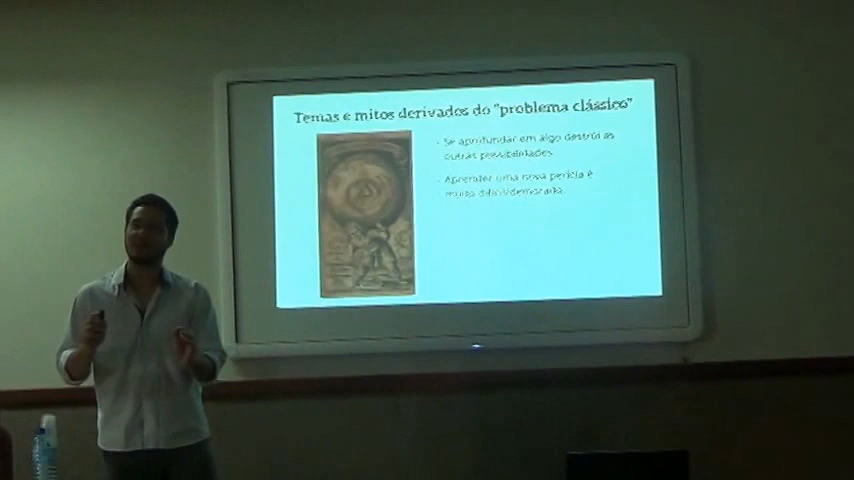 Temas e mitos derivados do "problema clássico"
- Se aprofundar em algo destrói as
outras possibilidades.
- Aprender uma nova perícia é
muito difícil/demorado.